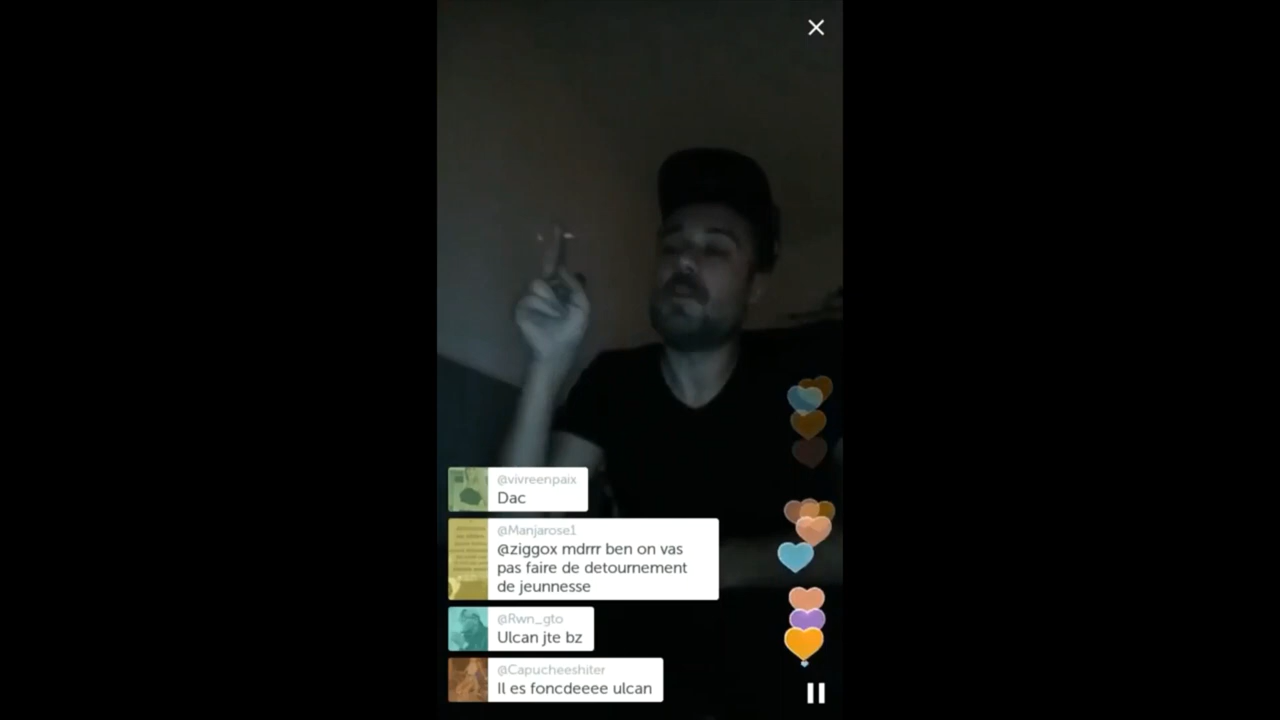 @vivreenpaix
Dac
@Manjarose1
@ziggox mdrrr ben on vas
pas faire de detournement
de jeunnesse
@Rwn_gto
Ulcan jte bz
@Capucheeshiter
Il es foncdeeee ulcan